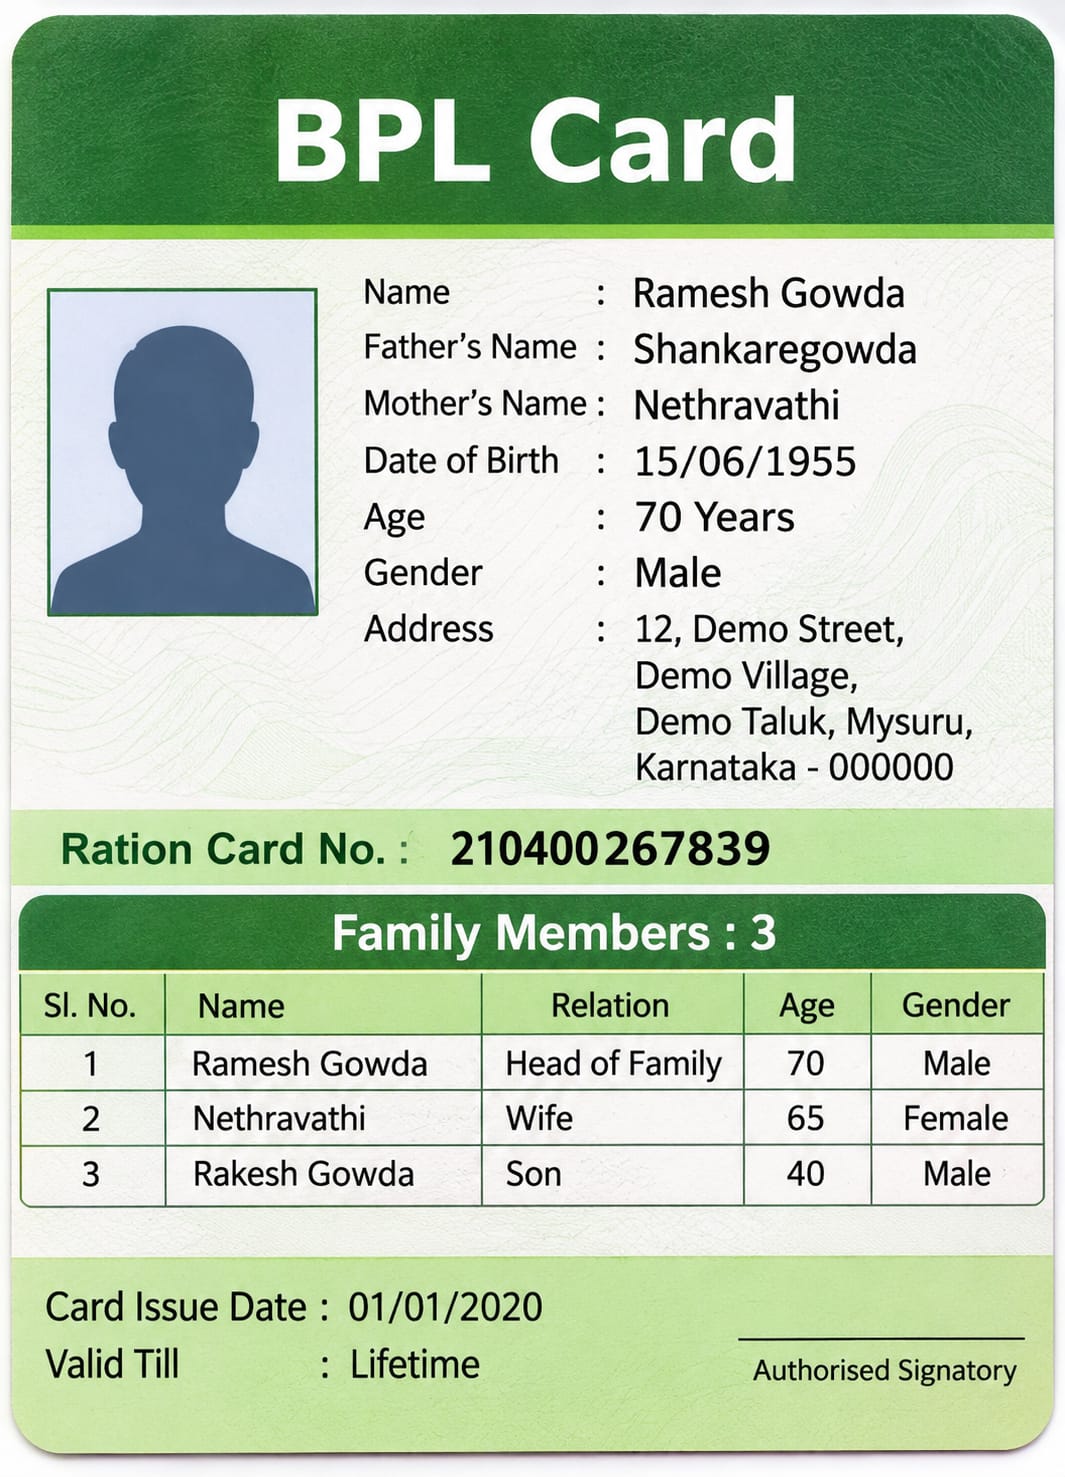 BPL Card
Name : Ramesh Gowda
Father's Name : Shankaregowda
Mother's Name : Nethravathi
Date of Birth : 15/06/1955
Age : 70 Years
Gender : Male
Address : 12, Demo Street,
Demo Village,
Demo Taluk, Mysuru,
Karnataka - 000000
Ration Card No. : 210400267839
Family Members : 3
Sl. No. Name Relation Age Gender
1 Ramesh Gowda Head of Family 70 Male
2 Nethravathi Wife 65 Female
3 Rakesh Gowda Son 40 Male
Card Issue Date : 01/01/2020
Valid Till : Lifetime
Authorised Signatory